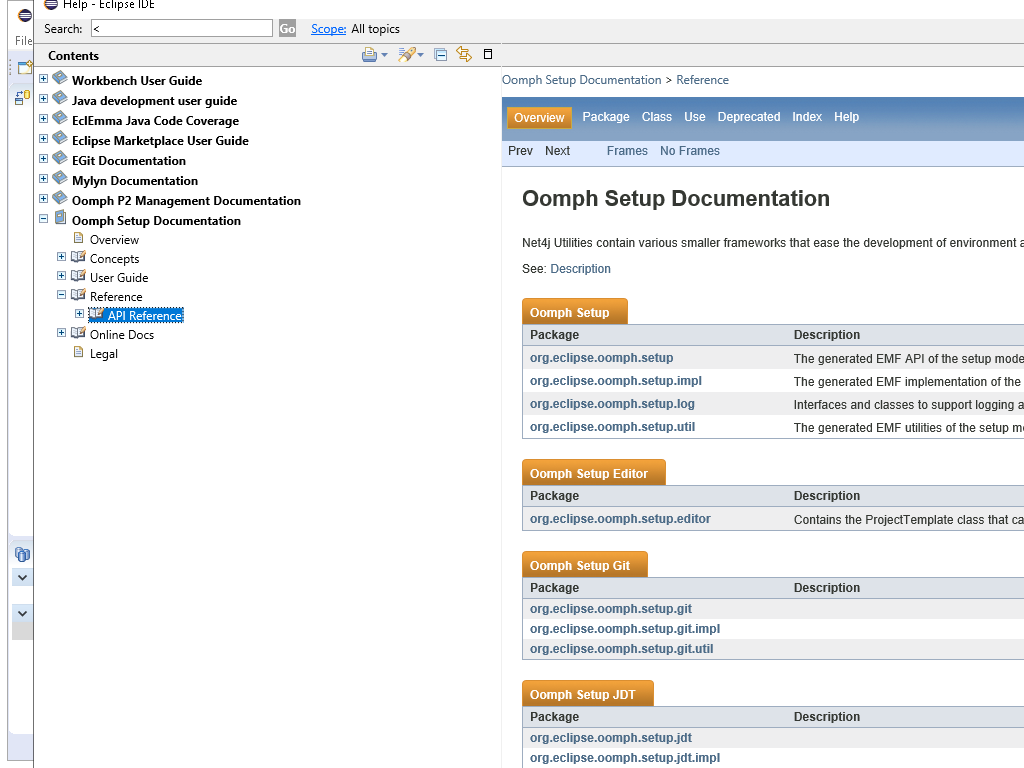 Help - Eclipse IDE
File
Search: < Go Scope: All topics
Contents
Workbench User Guide
Java development user guide
EclEmma Java Code Coverage
Eclipse Marketplace User Guide
EGit Documentation
Mylyn Documentation
Oomph P2 Management Documentation
Oomph Setup Documentation
Overview
Concepts
User Guide
Reference
API Reference
Online Docs
Legal
Oomph Setup Documentation > Reference
Overview Package Class Use Deprecated Index Help
Prev Next Frames No Frames
Oomph Setup Documentation
Net4j Utilities contain various smaller frameworks that ease the development of environment a
See: Description
Oomph Setup
Package Description
org.eclipse.oomph.setup The generated EMF API of the setup mode
org.eclipse.oomph.setup.impl The generated EMF implementation of the
org.eclipse.oomph.setup.log Interfaces and classes to support logging a
org.eclipse.oomph.setup.util The generated EMF utilities of the setup m
Oomph Setup Editor
Package Description
org.eclipse.oomph.setup.editor Contains the ProjectTemplate class that ca
Oomph Setup Git
Package Description
org.eclipse.oomph.setup.git
org.eclipse.oomph.setup.git.impl
org.eclipse.oomph.setup.git.util
Oomph Setup JDT
Package Description
org.eclipse.oomph.setup.jdt
org.eclipse.oomph.setup.jdt.impl